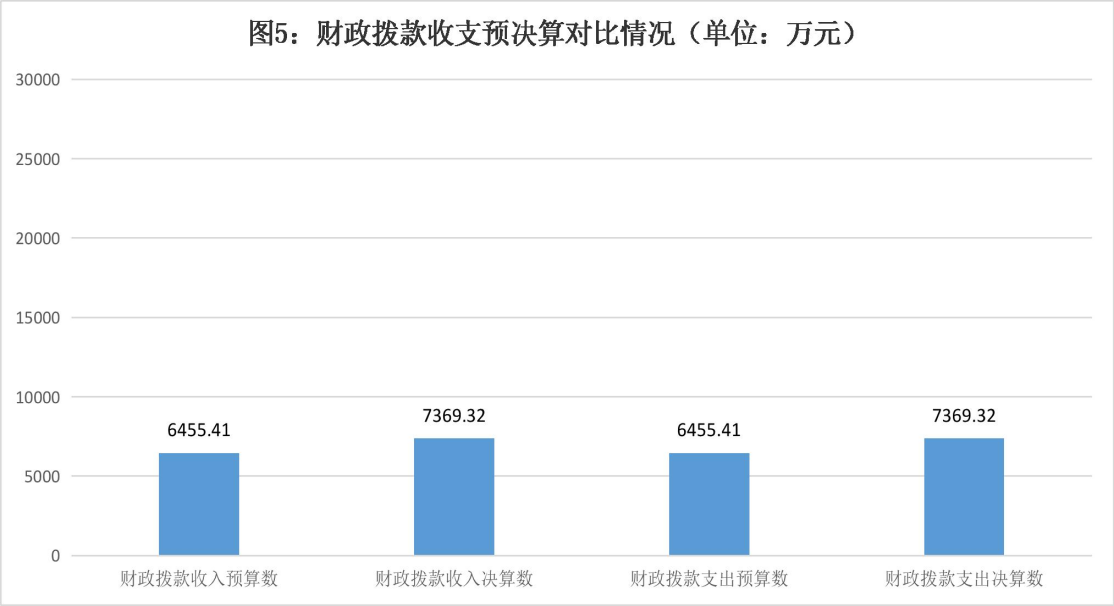 图5：财政拨款收支预决算对比情况（单位：万元）
30000
25000
20000
15000
10000
5000
0
6455.41
7369.32
6455.41
7369.32
财政拨款收入预算数
财政拨款收入决算数
财政拨款支出预算数
财政拨款支出决算数